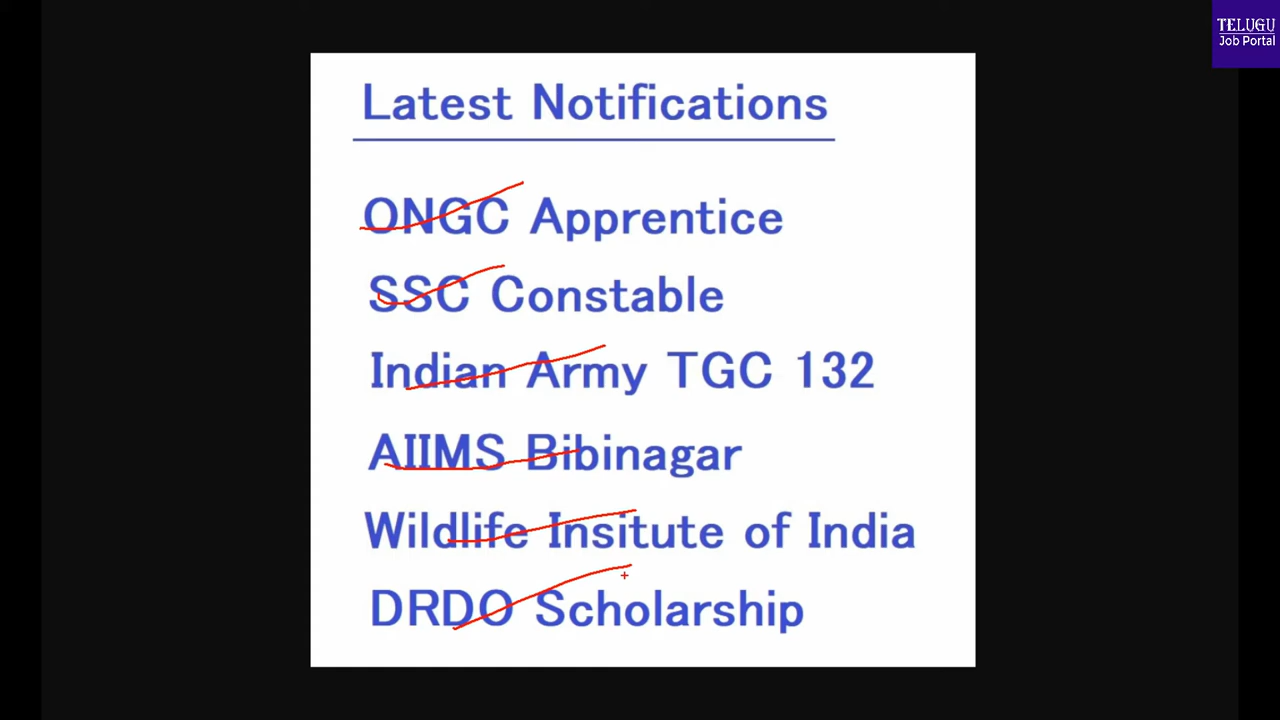 TELUGU
Job Portal
Latest Notifications
ONGC Apprentice
SSC Constable
Indian Army TGC 132
AIIMS Bibinagar
Wildlife Insitute of India
DRDO Scholarship